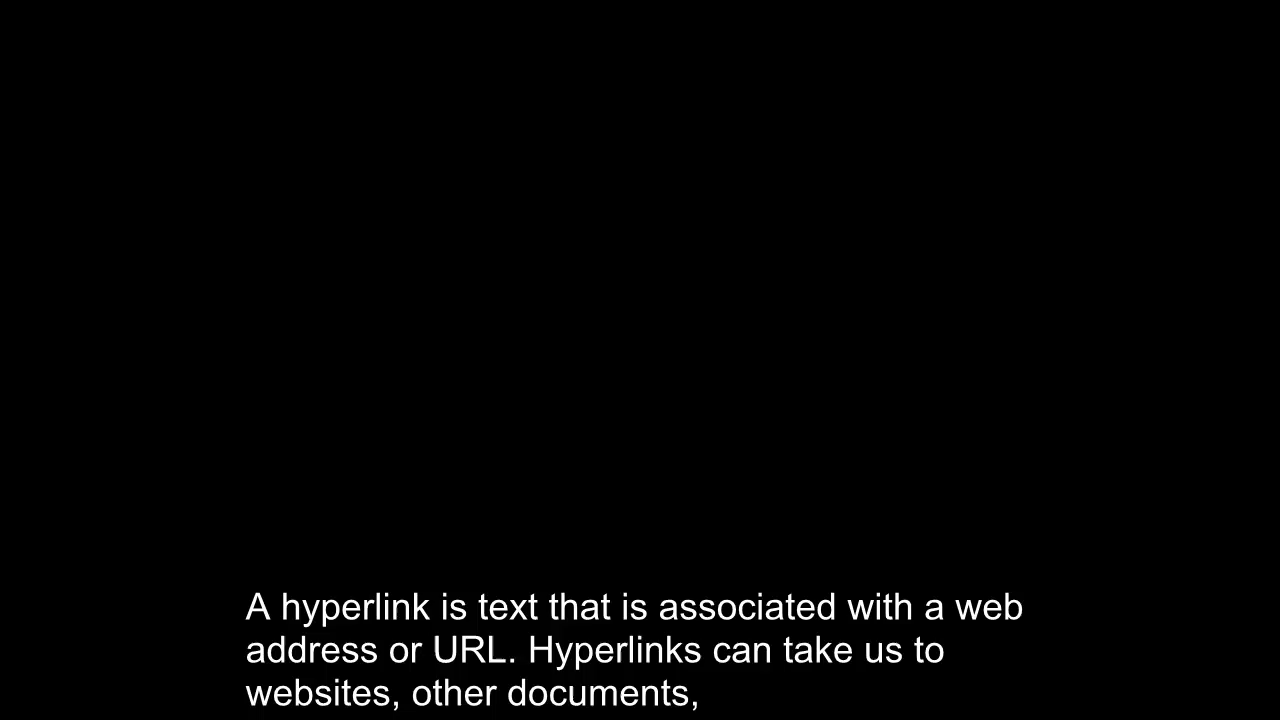 A hyperlink is text that is associated with a web
address or URL. Hyperlinks can take us to
websites, other documents,